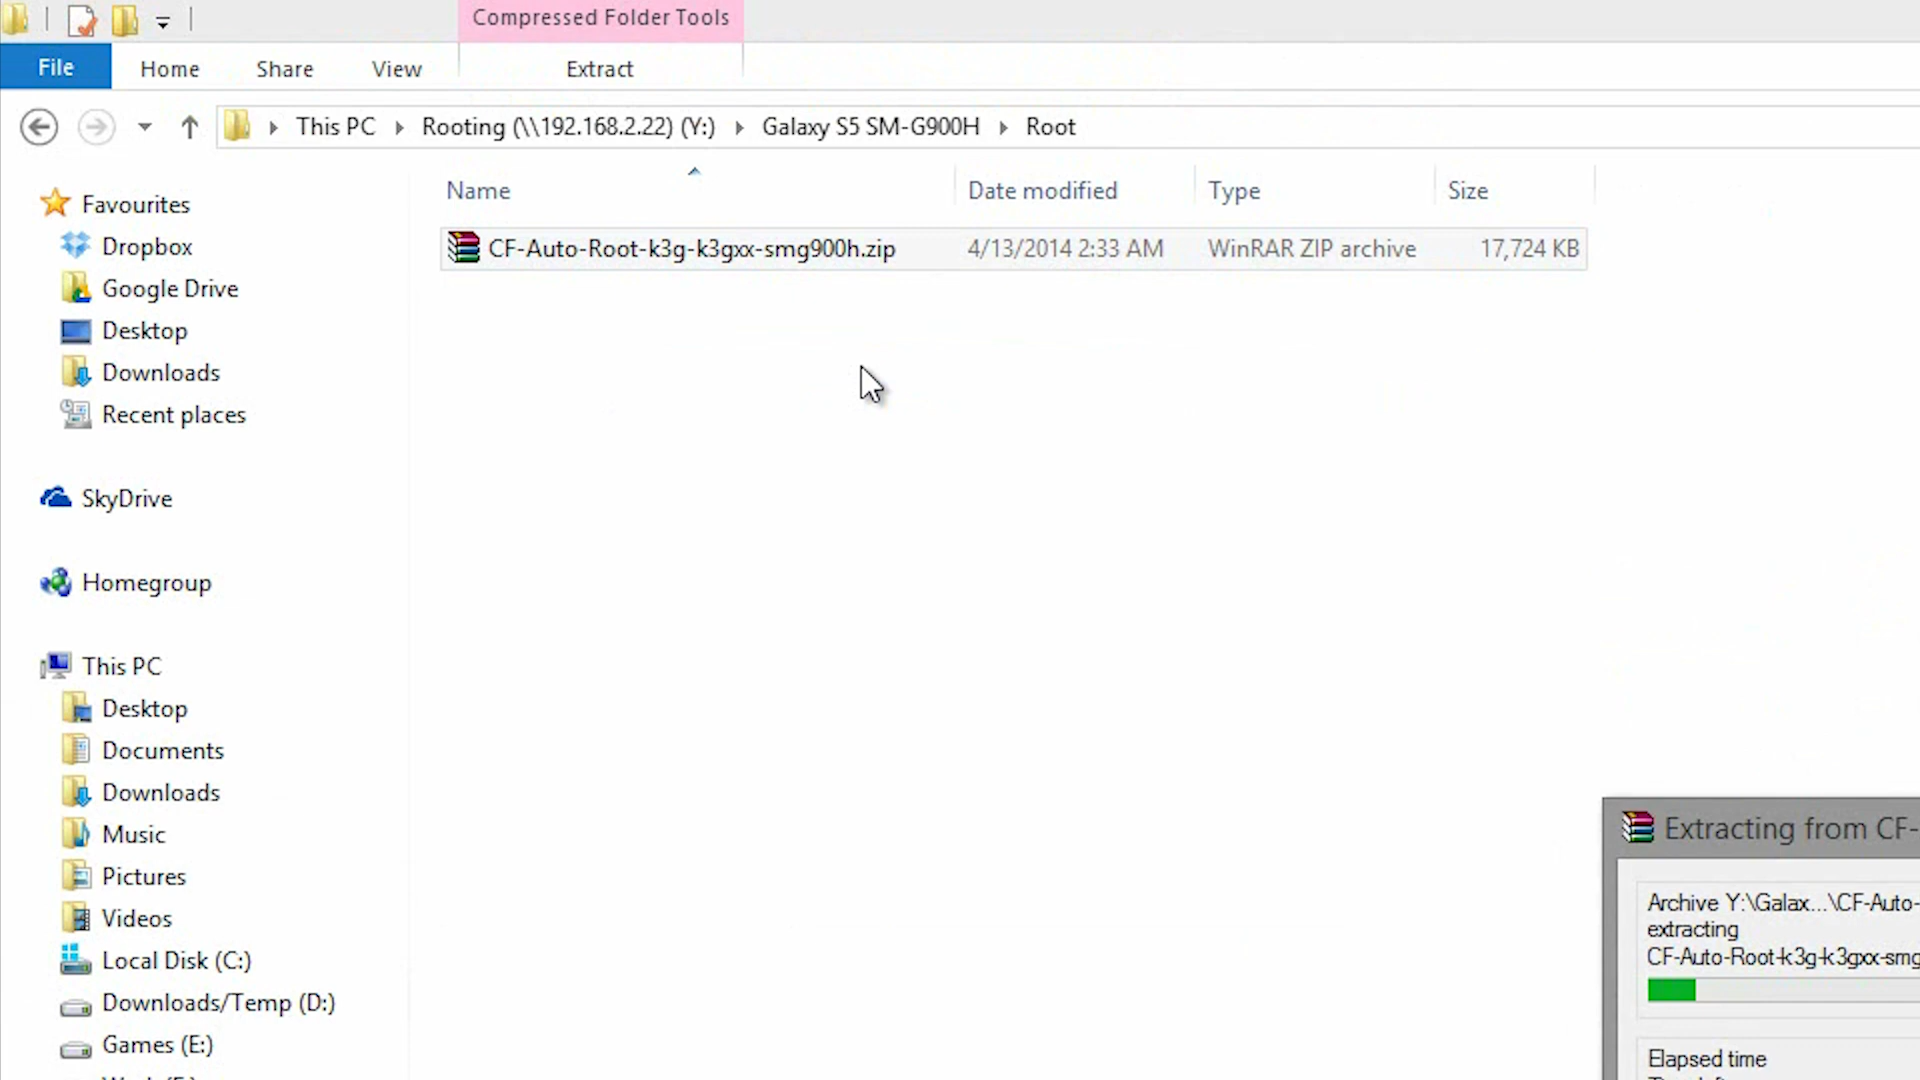 Compressed Folder Tools
File Home Share View Extract
This PC Rooting (\\192.168.2.22) (Y:) Galaxy S5 SM-G900H Root
Name Date modified Type Size
CF-Auto-Root-k3g-k3gxx-smg900h.zip 4/13/2014 2:33 AM WinRAR ZIP archive 17,724 KB
Favourites
Dropbox
Google Drive
Desktop
Downloads
Recent places
SkyDrive
Homegroup
This PC
Desktop
Documents
Downloads
Music
Pictures
Videos
Local Disk (C:)
Downloads/Temp (D:)
Games (E:)
Extracting from CF-
Archive Y:\Galax...\CF-Auto-
extracting
CF-Auto-Root-k3g-k3gxx-smg
Elapsed time